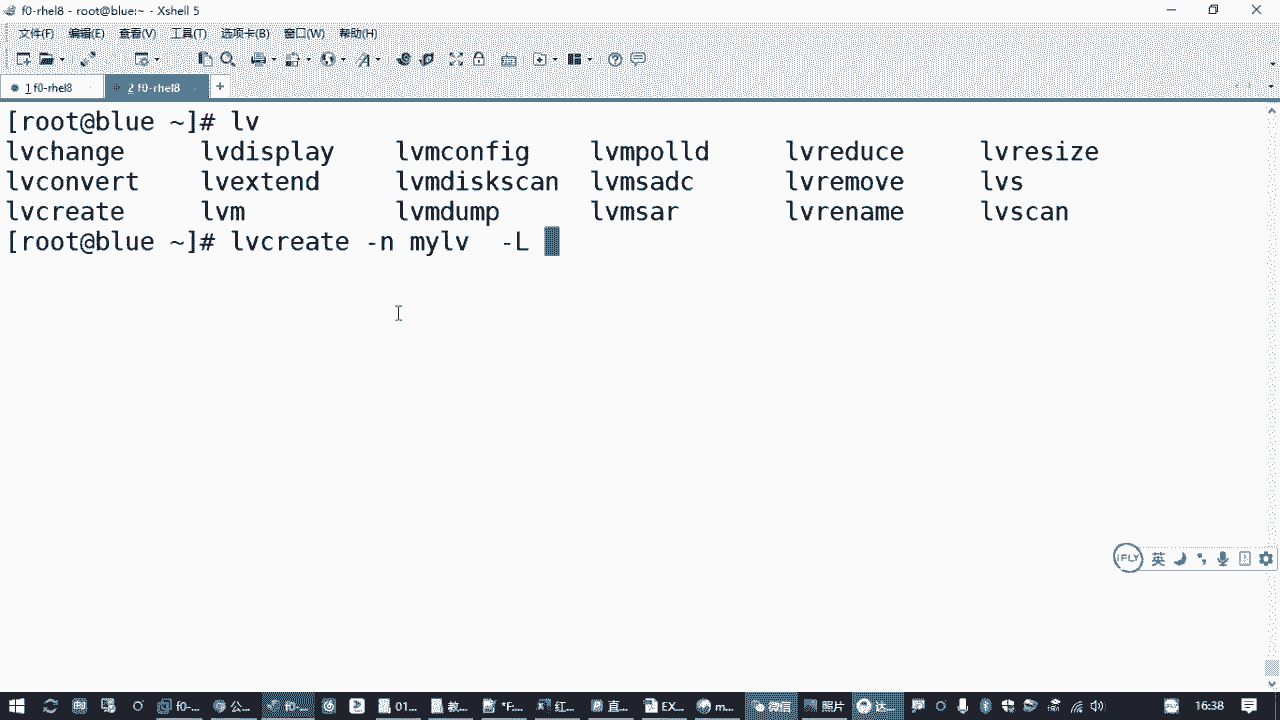 f0-rhel8 - root@blue:~ - Xshell 5
文件(F) 编辑(E) 查看(V) 工具(T) 选项卡(B) 窗口(W) 帮助(H)
1 f0-rhel8 2 f0-rhel8 +
[root@blue ~]# lv
lvchange lvdisplay lvmconfig lvmpolld lvreduce lvresize
lvconvert lvextend lvmdiskscan lvmsadc lvremove lvs
lvcreate lvm lvmdump lvmsar lvrename lvscan
[root@blue ~]# lvcreate -n mylv  -L
iFLY 英
f0-... 公... f0-... 01... 教... *F... 红... 直... EX... m... 微信 照片 达... 16:38